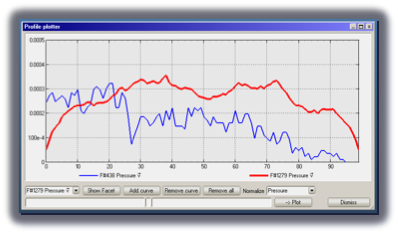 Profile plotter
0.0005
0.0004
0.0003
0.0002
100e-4
0
0 10 20 30 40 50 60 70 80 90
F#438 Pressure F#1279 Pressure
F#1279 Pressure Show Facet Add curve Remove curve Remove all Normalize Pressure
-> Plot Dismiss